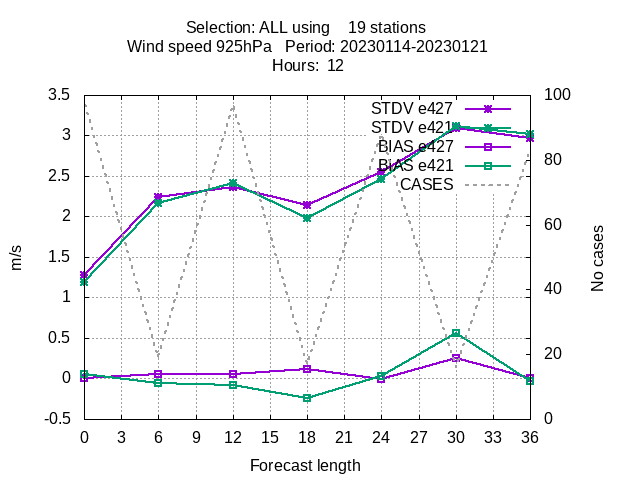 Selection: ALL using    19 stations
Wind speed 925hPa   Period: 20230114-20230121
Hours:  12
3.5
3
2.5
2
1.5
1
0.5
0
-0.5
m/s
STDV e427
STDV e421
BIAS e427
BIAS e421
CASES
100
80
60
40
20
0
No cases
0 3 6 9 12 15 18 21 24 27 30 33 36
Forecast length